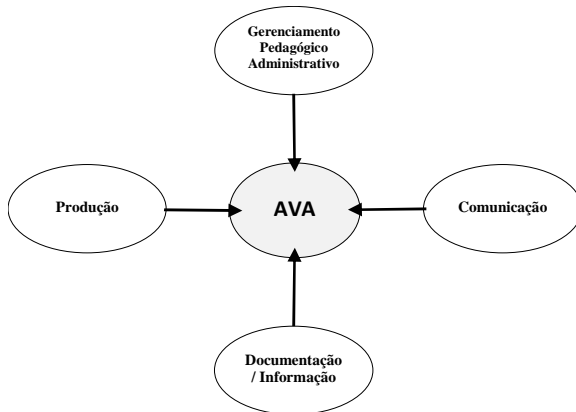 Gerenciamento
Pedagógico
Administrativo
Produção
AVA
Comunicação
Documentação
/ Informação